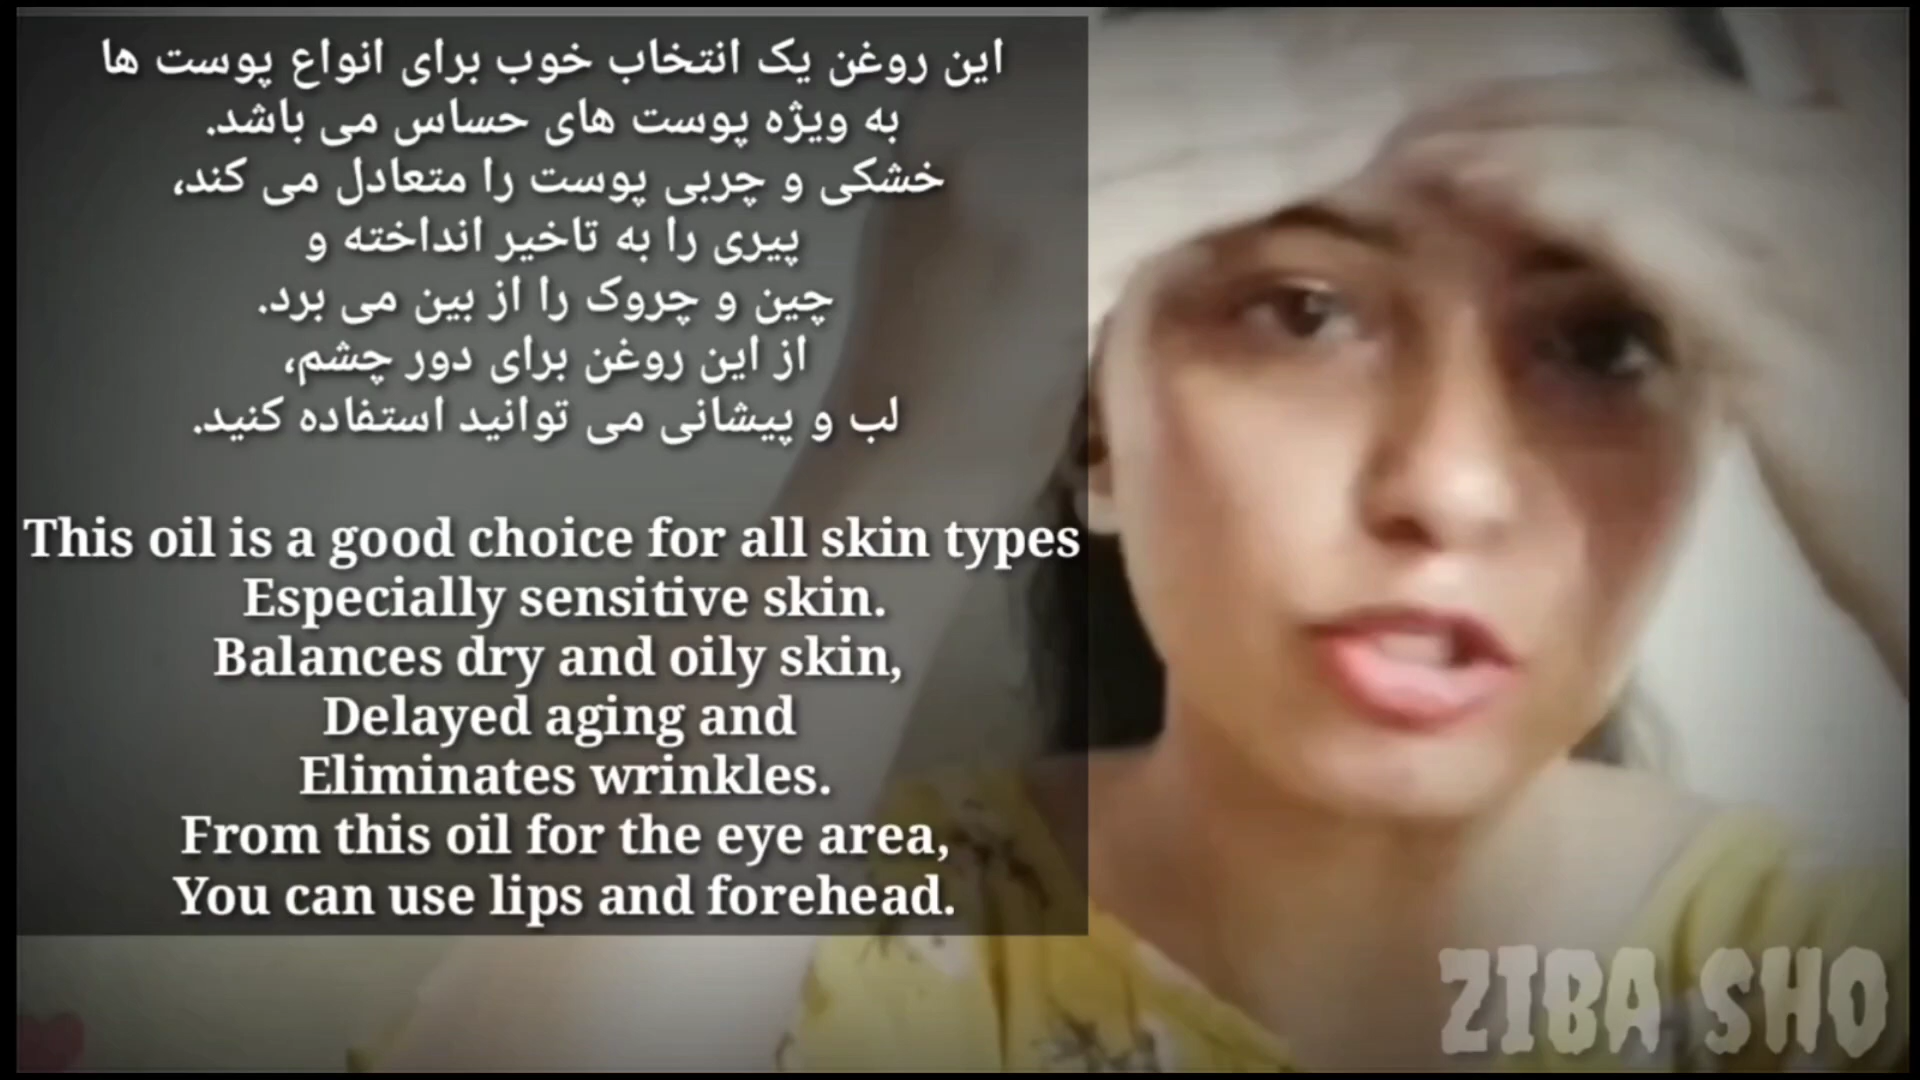 این روغن یک انتخاب خوب برای انواع پوست ها
به ویژه پوست های حساس می باشد.
خشکی و چربی پوست را متعادل می کند،
پیری را به تاخیر انداخته و
چین و چروک را از بین می برد.
از این روغن برای دور چشم،
لب و پیشانی می توانید استفاده کنید.
This oil is a good choice for all skin types
Especially sensitive skin.
Balances dry and oily skin,
Delayed aging and
Eliminates wrinkles.
From this oil for the eye area,
You can use lips and forehead.
ZIBA SHO